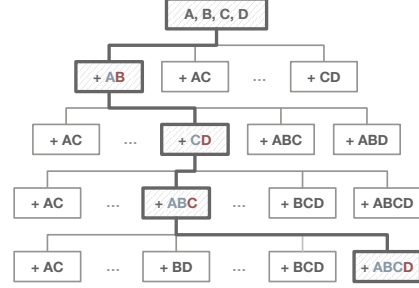 A, B, C, D
+ AB + AC ... + CD
+ AC ... + CD + ABC + ABD
+ AC ... + ABC ... + BCD + ABCD
+ AC ... + BD ... + BCD + ABCD